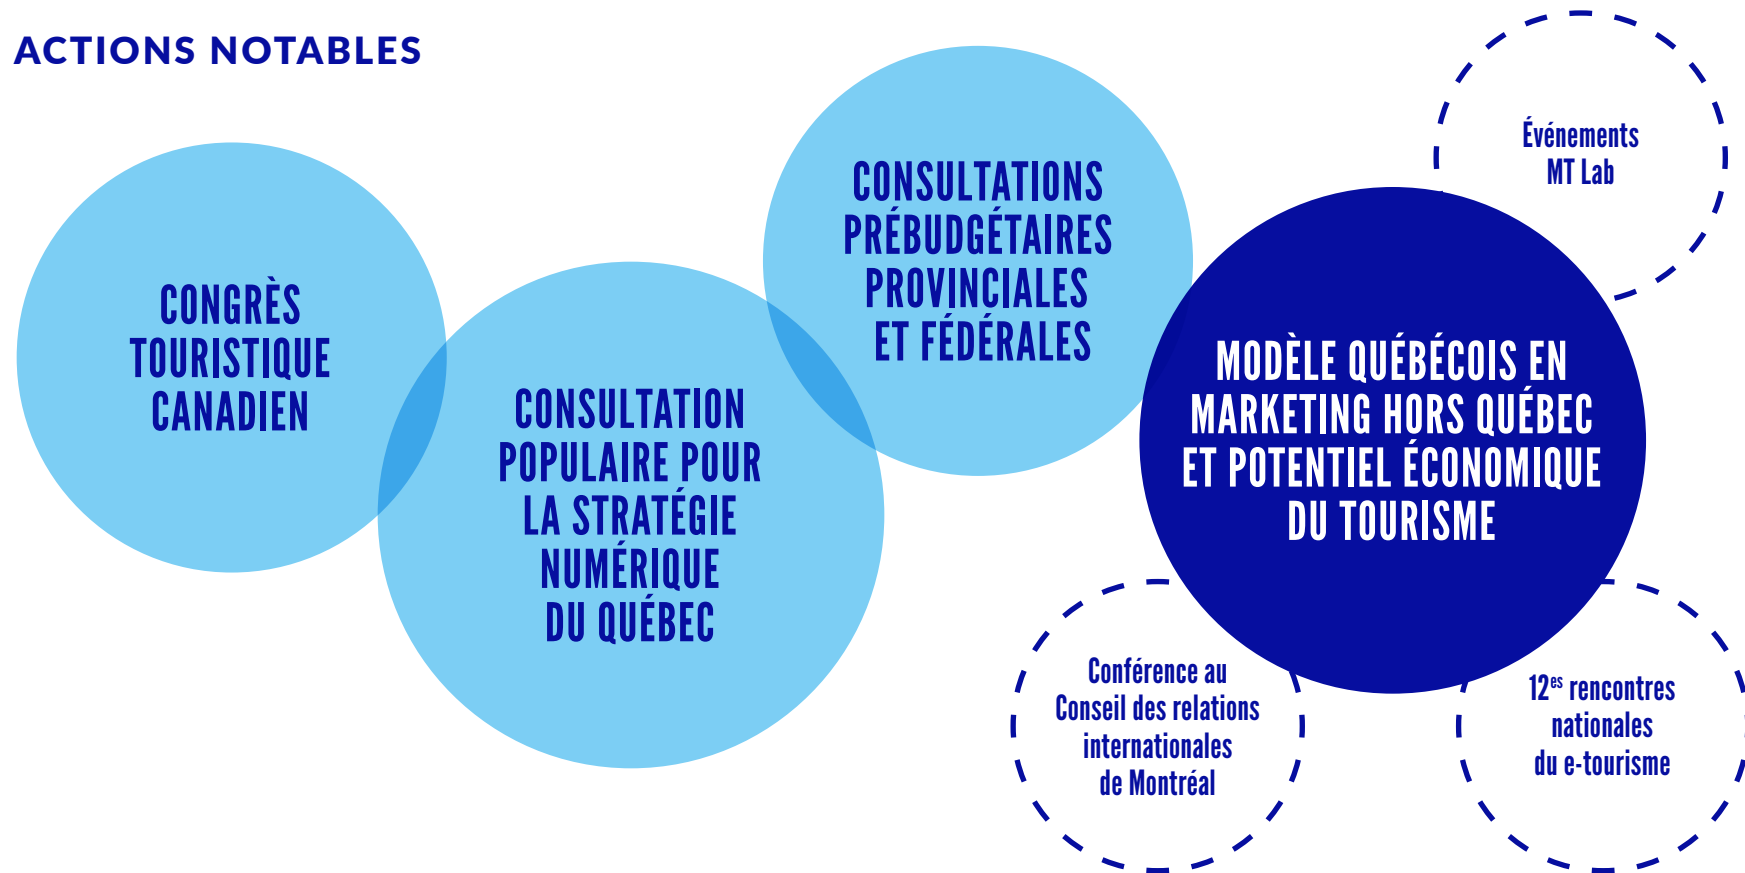 ACTIONS NOTABLES
CONGRÈS
TOURISTIQUE
CANADIEN
CONSULTATION
POPULAIRE POUR
LA STRATÉGIE
NUMÉRIQUE
DU QUÉBEC
CONSULTATIONS
PRÉBUDGÉTAIRES
PROVINCIALES
ET FÉDÉRALES
MODÈLE QUÉBÉCOIS EN
MARKETING HORS QUÉBEC
ET POTENTIEL ÉCONOMIQUE
DU TOURISME
Événements
MT Lab
Conférence au
Conseil des relations
internationales
de Montréal
12es rencontres
nationales
du e-tourisme